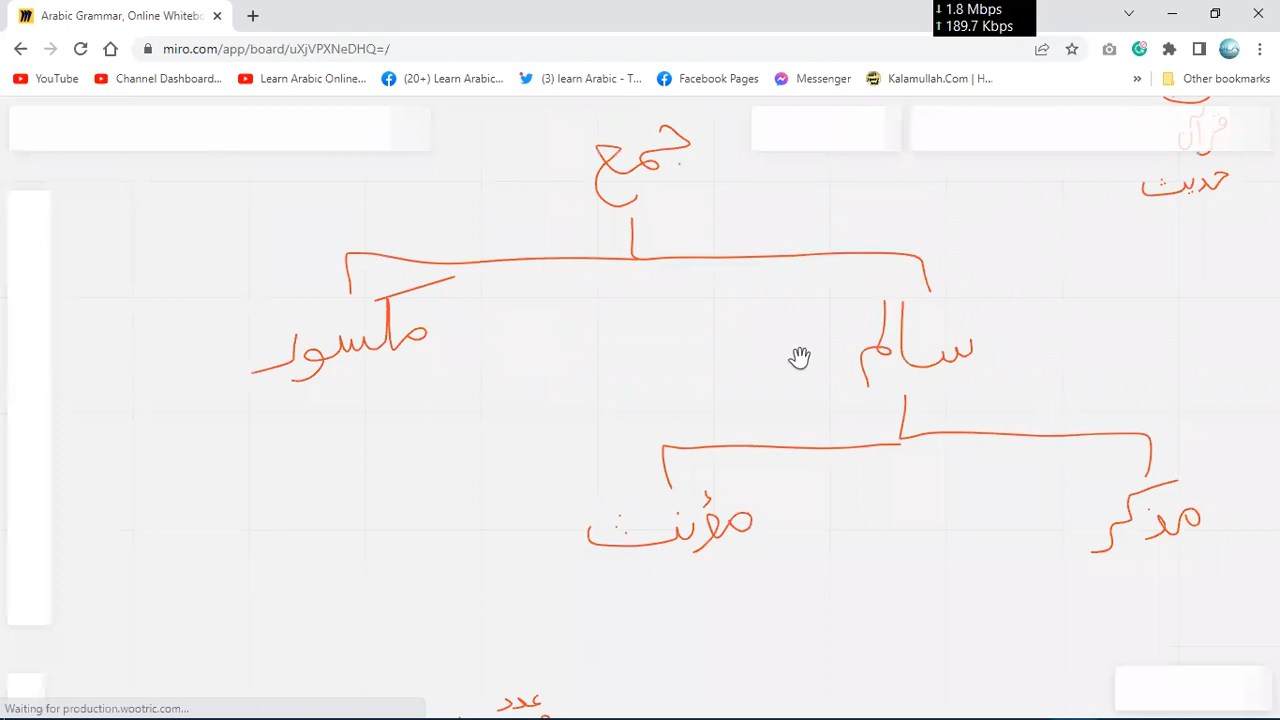 Arabic Grammar, Online Whitebo
↓ 1.8 Mbps
↑ 189.7 Kbps
miro.com/app/board/uXjVPXNeDHQ=/
YouTube
Channel Dashboard...
Learn Arabic Online...
(20+) Learn Arabic...
(3) learn Arabic - T...
Facebook Pages
Messenger
Kalamullah.Com | H...
»
Other bookmarks
قرآن
حديث
جمع
سالم
مكسور
مذكر
مؤنث
عدد
Waiting for production.wootric.com...